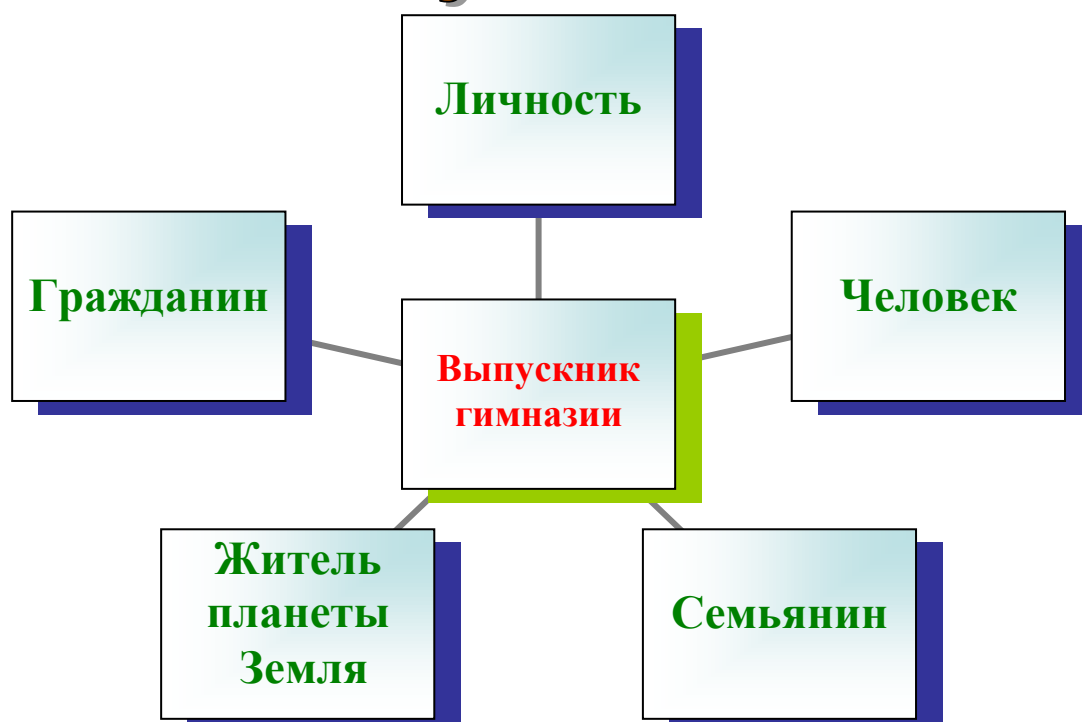 Личность
Гражданин
Человек
Выпускник
гимназии
Житель
планеты
Земля
Семьянин